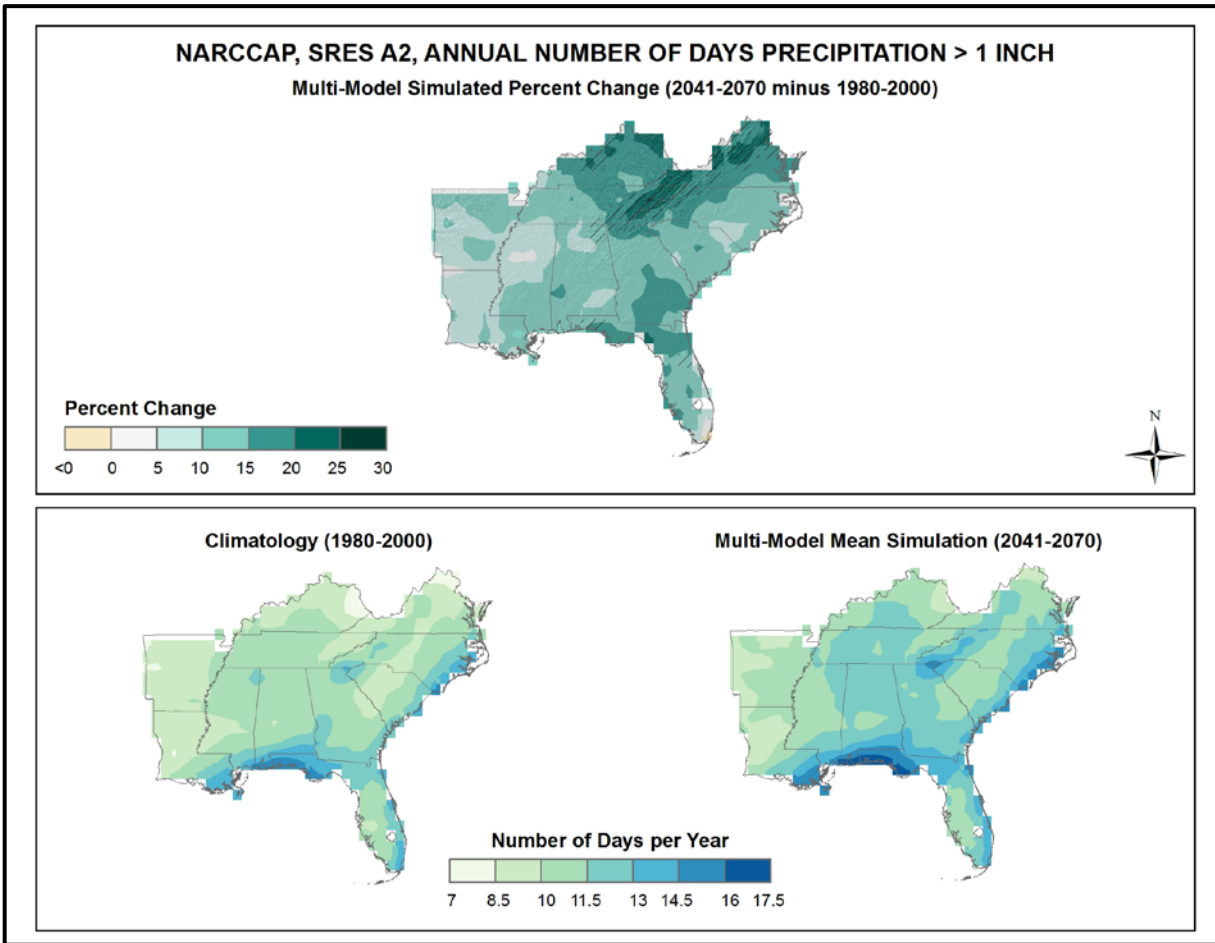 NARCCAP, SRES A2, ANNUAL NUMBER OF DAYS PRECIPITATION > 1 INCH
Multi-Model Simulated Percent Change (2041-2070 minus 1980-2000)
Percent Change
<0 0 5 10 15 20 25 30
N
Climatology (1980-2000)
Multi-Model Mean Simulation (2041-2070)
Number of Days per Year
7 8.5 10 11.5 13 14.5 16 17.5